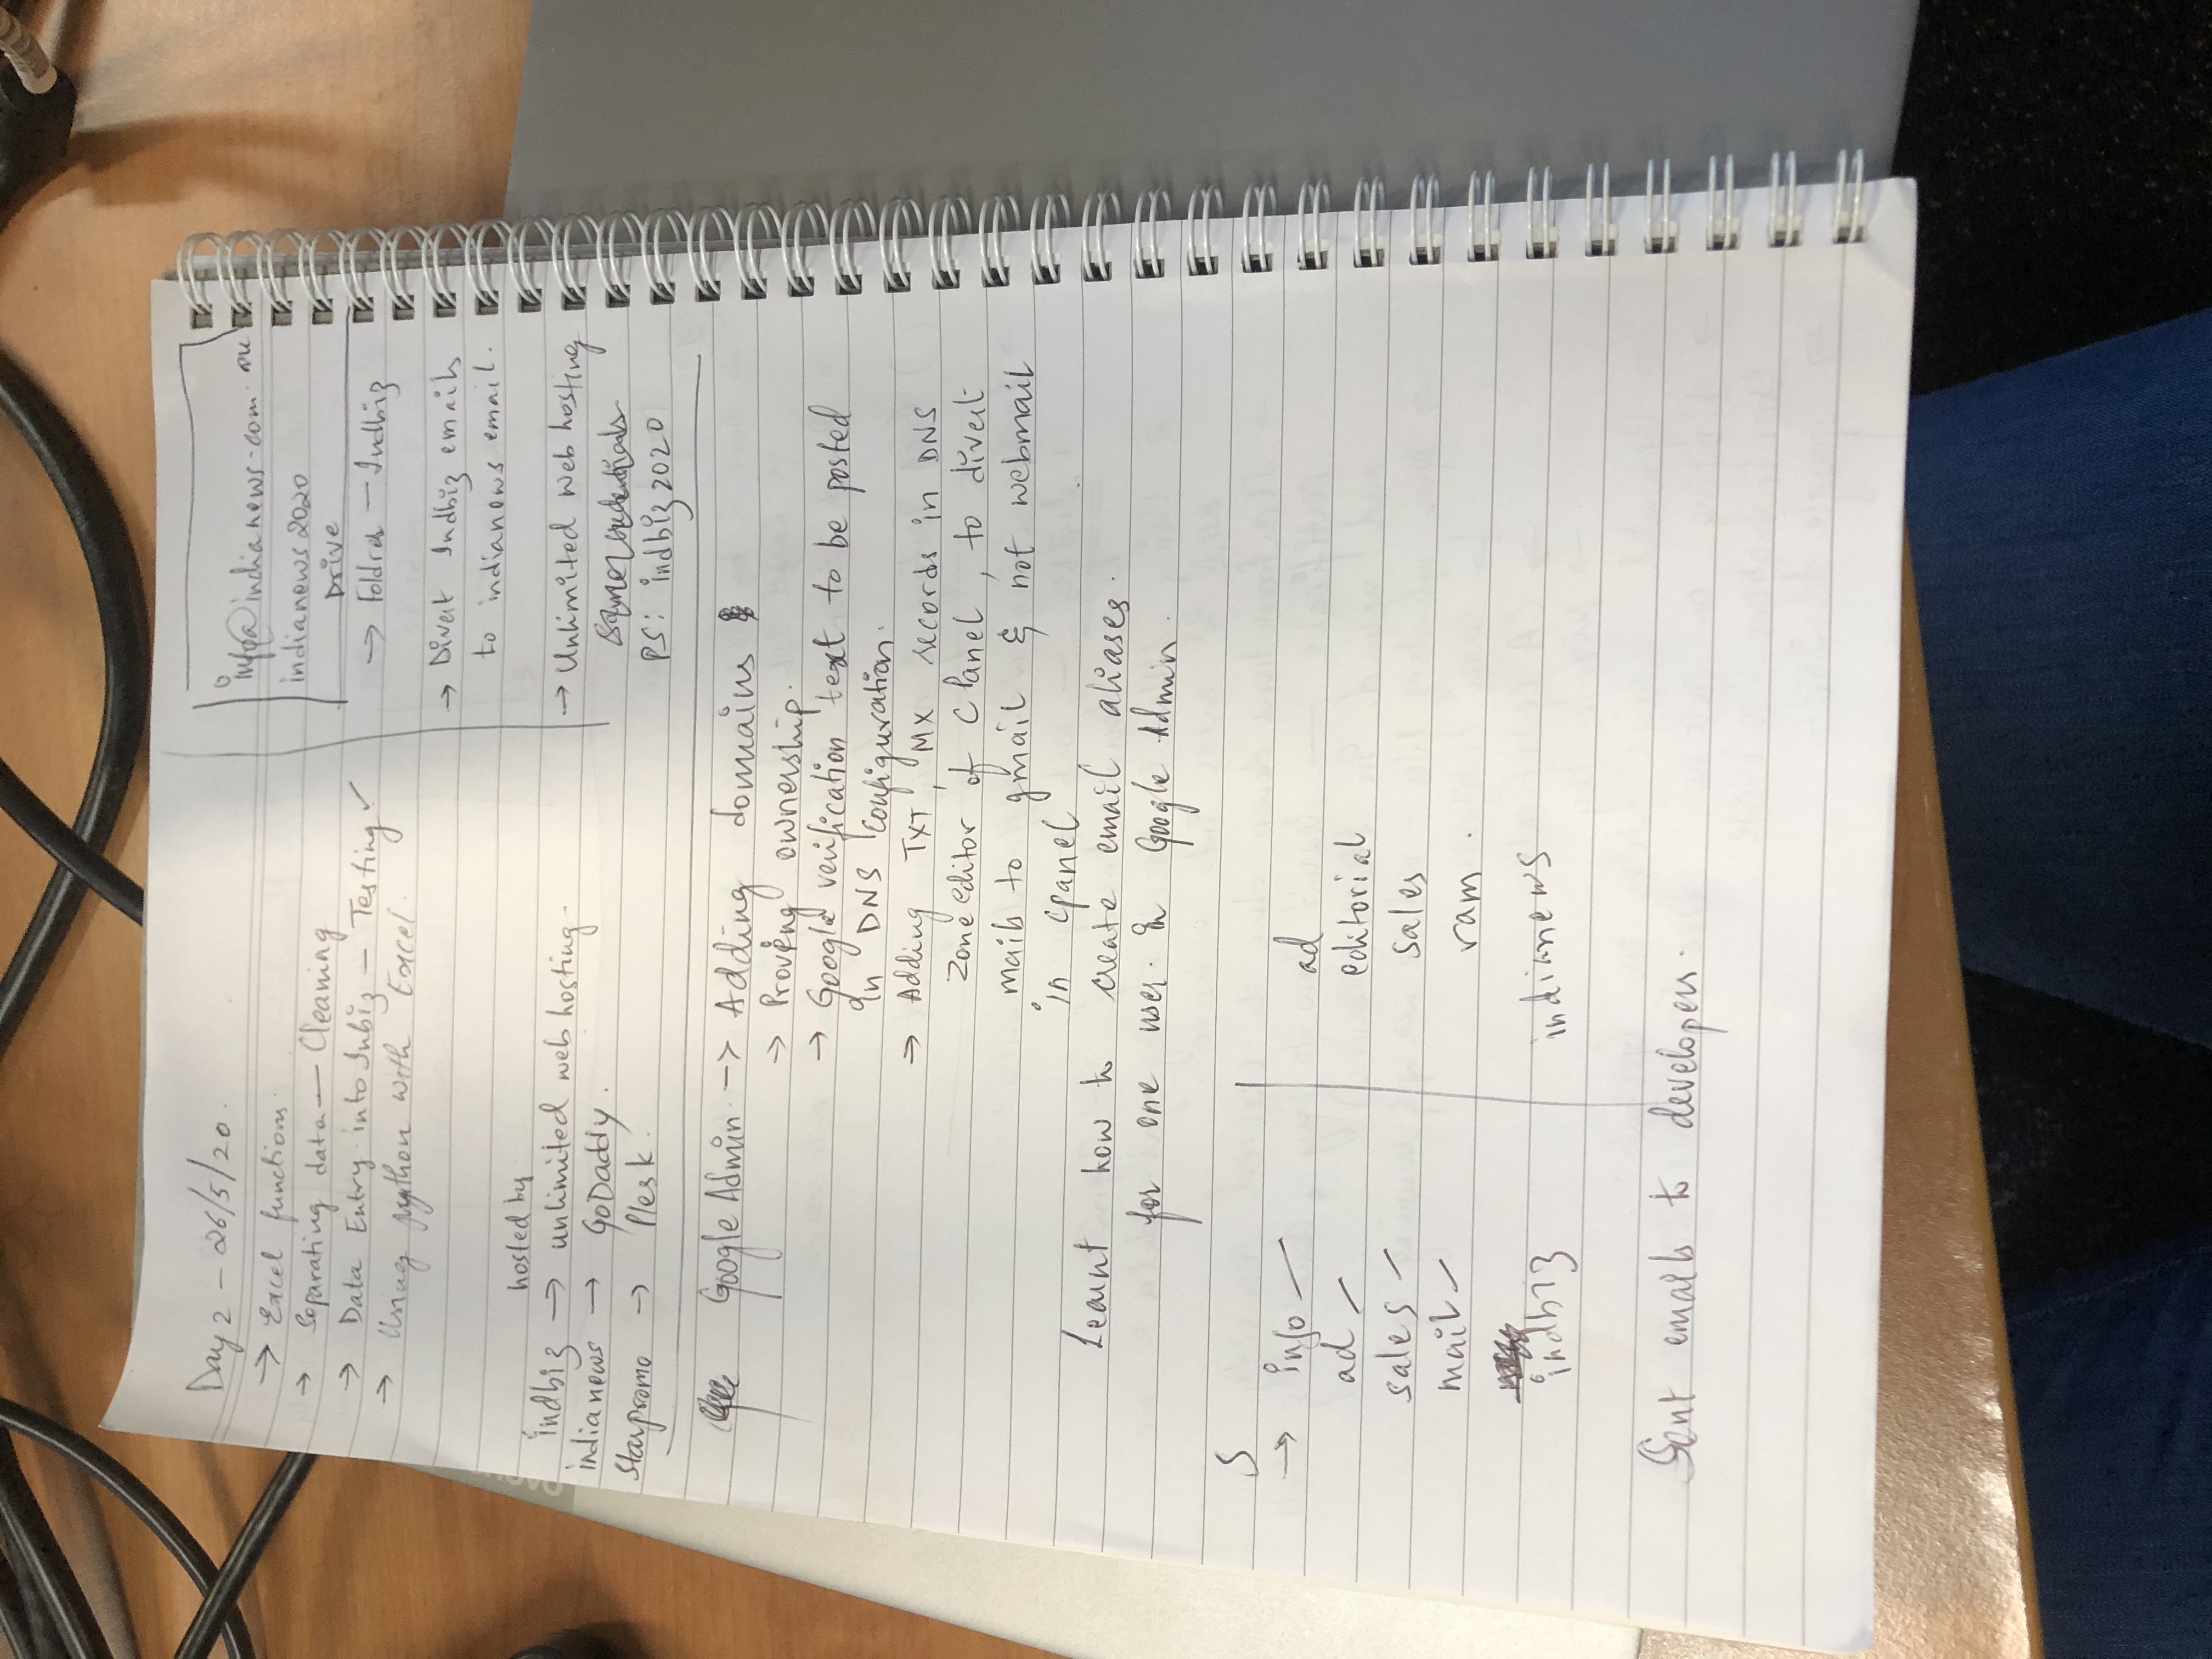 Day 2 - 26/5/20.
→ Excel functions.
→ Separating data — Cleaning
→ Data Entry into Inbiz — Testing ✓
→ Using python with Excel.
info@indianews.com.au
indianews2020
Drive
→ Foldres — Indbiz
→ Divert Indbiz emails
to indianews email.
→ Unlimited web hosting
PS: indbiz2020
hosted by
indbiz → unlimited web hosting.
indianews → GoDaddy.
starpromo → Plesk.
Google Admin → Adding domains
→ Proving ownership.
→ Google verification text to be posted
in DNS configuration.
→ Adding TXT, MX records in DNS
Zone editor of CPanel, to divert
mails to gmail & not webmail
in cpanel
Learnt how to create email aliases.
for one user. in Google Admin.
S
→ info
ad
sales
mail
indbiz
ad
editorial
sales
ram.
indianews
Sent emails to developers.